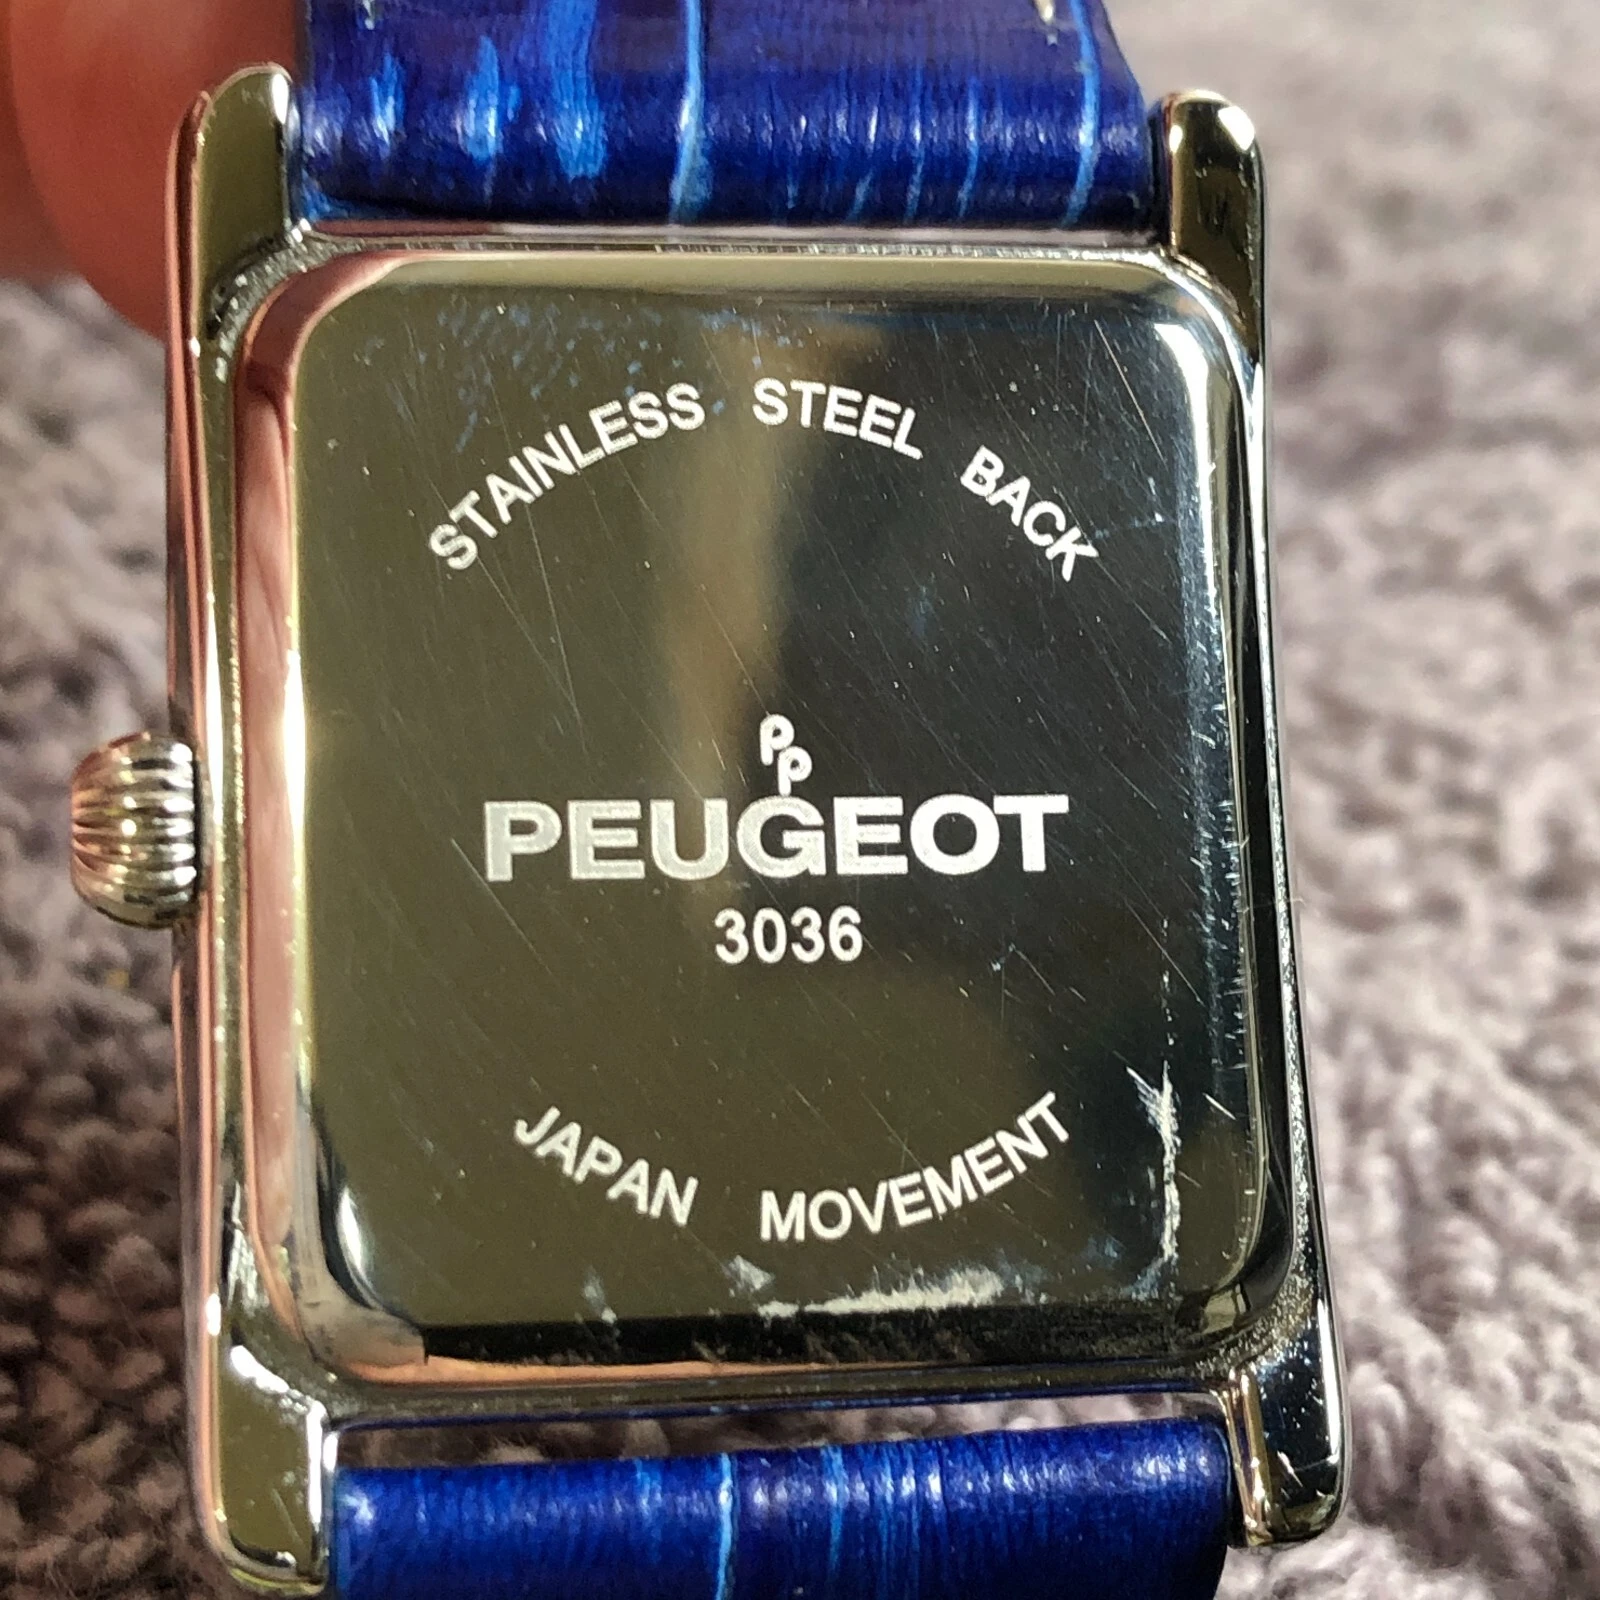 STAINLESS STEEL BACK
PP
PEUGEOT
3036
JAPAN MOVEMENT